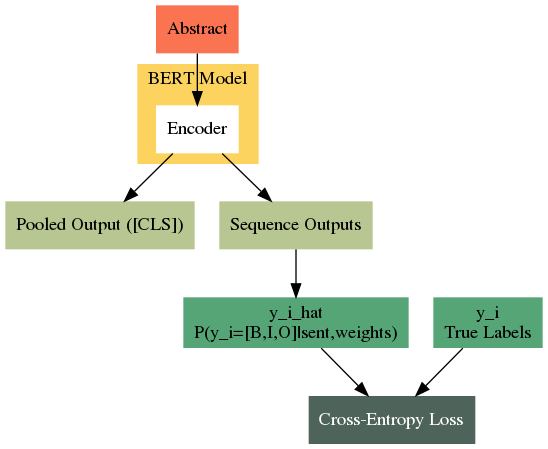 Abstract
BERT Model
Encoder
Pooled Output ([CLS])
Sequence Outputs
y_i_hat
P(y_i=[B,I,O]|sent,weights)
y_i
True Labels
Cross-Entropy Loss